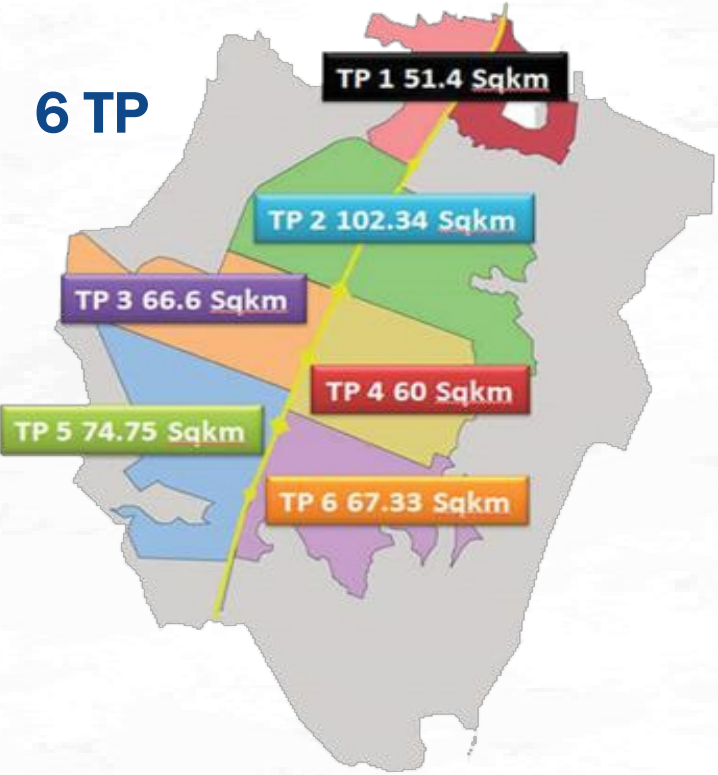 6 TP
TP 1 51.4 Sqkm
TP 2 102.34 Sqkm
TP 3 66.6 Sqkm
TP 4 60 Sqkm
TP 5 74.75 Sqkm
TP 6 67.33 Sqkm